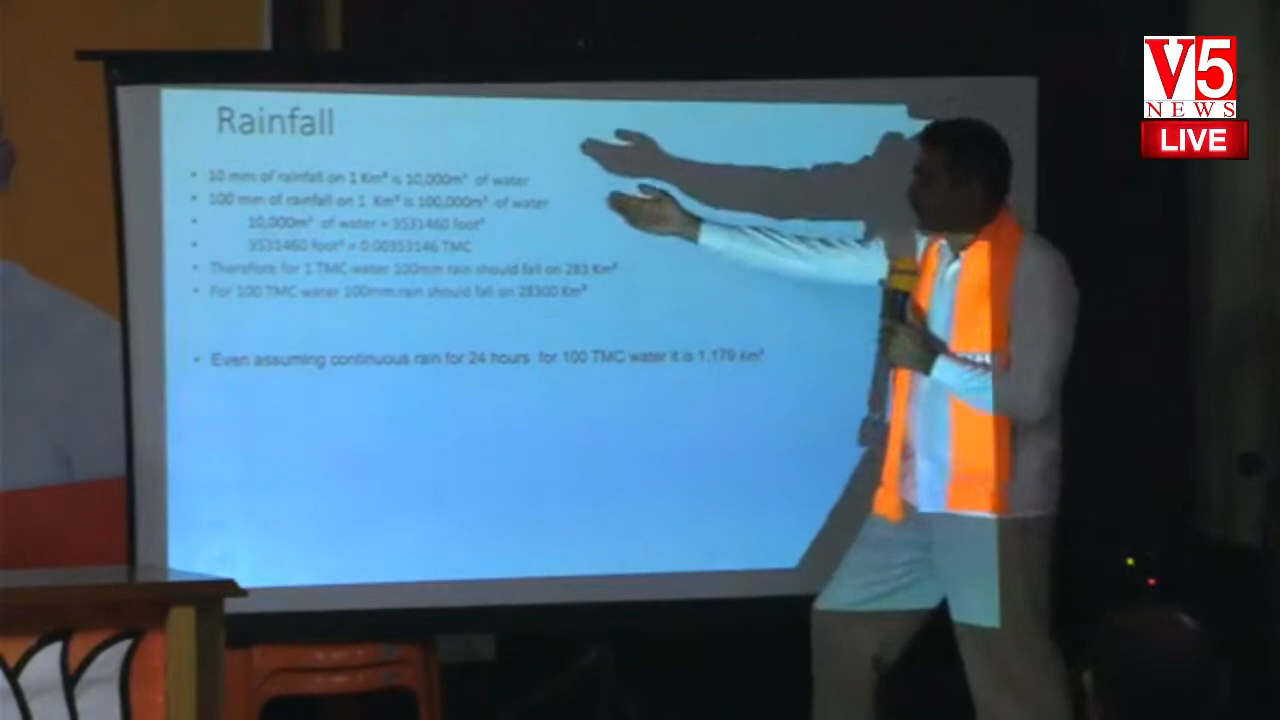 V5
NEWS
LIVE
Rainfall
• 10 mm of rainfall on 1 Km² is 10,000m³ of water
• 100 mm of rainfall on 1 Km² is 100,000m³ of water
• 10,000m³ of water = 3531460 foot³
• 3531460 foot³ = 0.00353146 TMC
• Therefore for 1 TMC water 100mm rain should fall on 283 Km²
• For 100 TMC water 100mm rain should fall on 28300 Km²
• Even assuming continuous rain for 24 hours for 100 TMC water it is 1,179 Km²